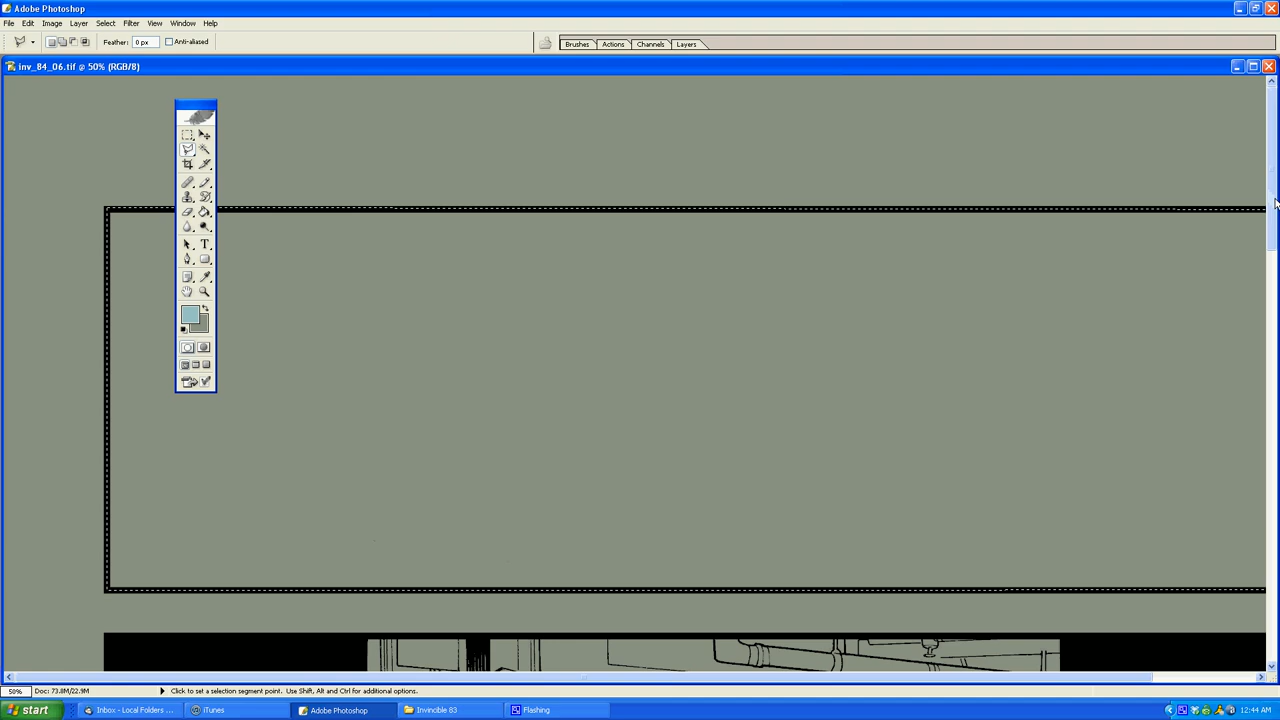 Adobe Photoshop
File Edit Image Layer Select Filter View Window Help
Feather: 0 px Anti-aliased Brushes Actions Channels Layers
inv_84_06.tif @ 50% (RGB/8)
T
50% Doc: 73.8M/22.9M Click to set a selection segment point. Use Shift, Alt and Ctrl for additional options.
start Inbox - Local Folders ... iTunes Adobe Photoshop Invincible 83 Flashing 12:44 AM